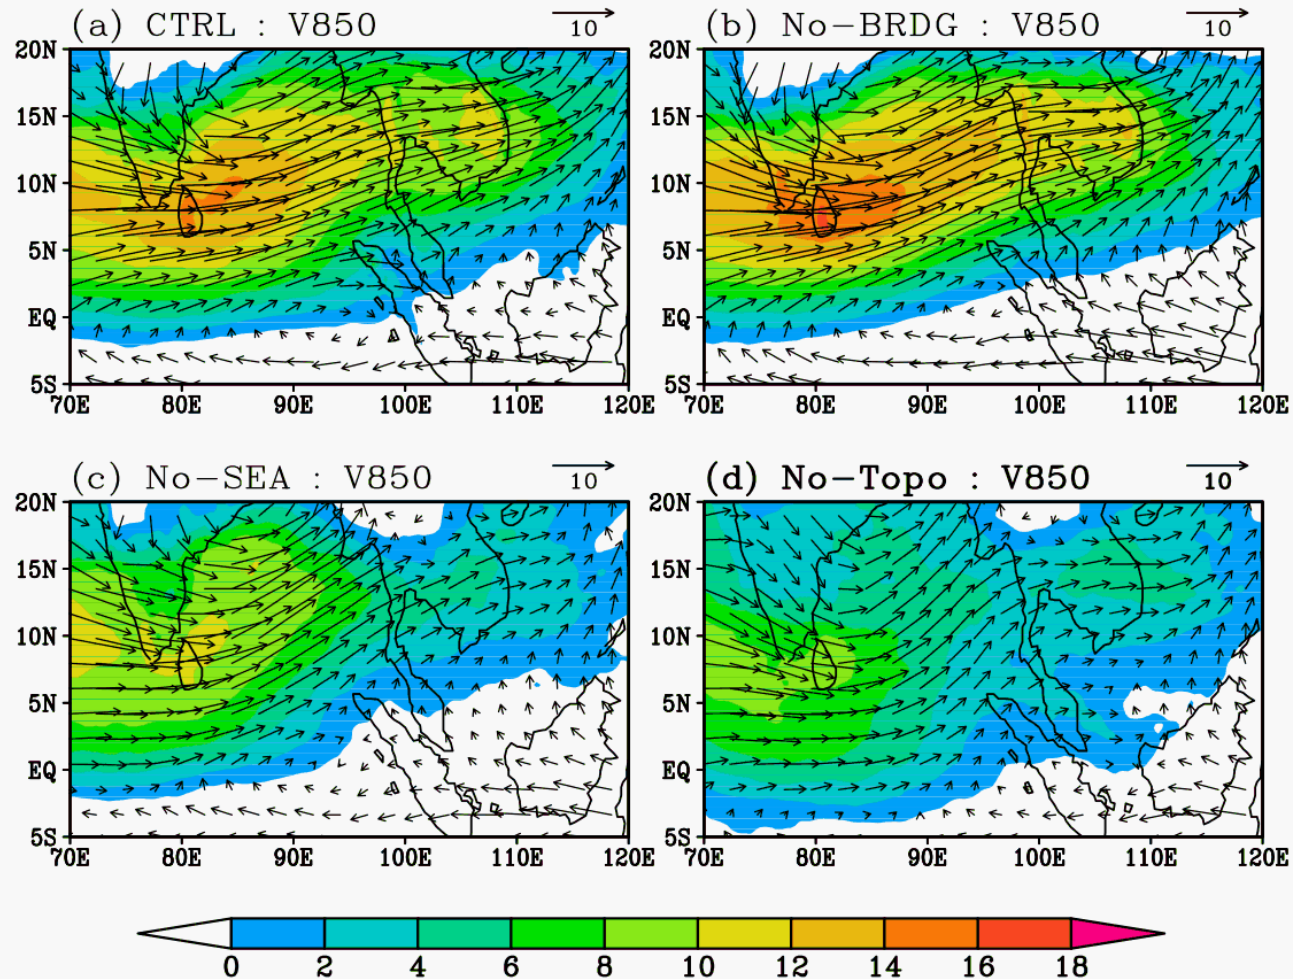 (a) CTRL : V850
10
(b) No-BRDG : V850
10
20N
15N
10N
5N
EQ
5S
70E 80E 90E 100E 110E 120E
20N
15N
10N
5N
EQ
5S
70E 80E 90E 100E 110E 120E
(c) No-SEA : V850
10
(d) No-Topo : V850
10
20N
15N
10N
5N
EQ
5S
70E 80E 90E 100E 110E 120E
20N
15N
10N
5N
EQ
5S
70E 80E 90E 100E 110E 120E
0 2 4 6 8 10 12 14 16 18